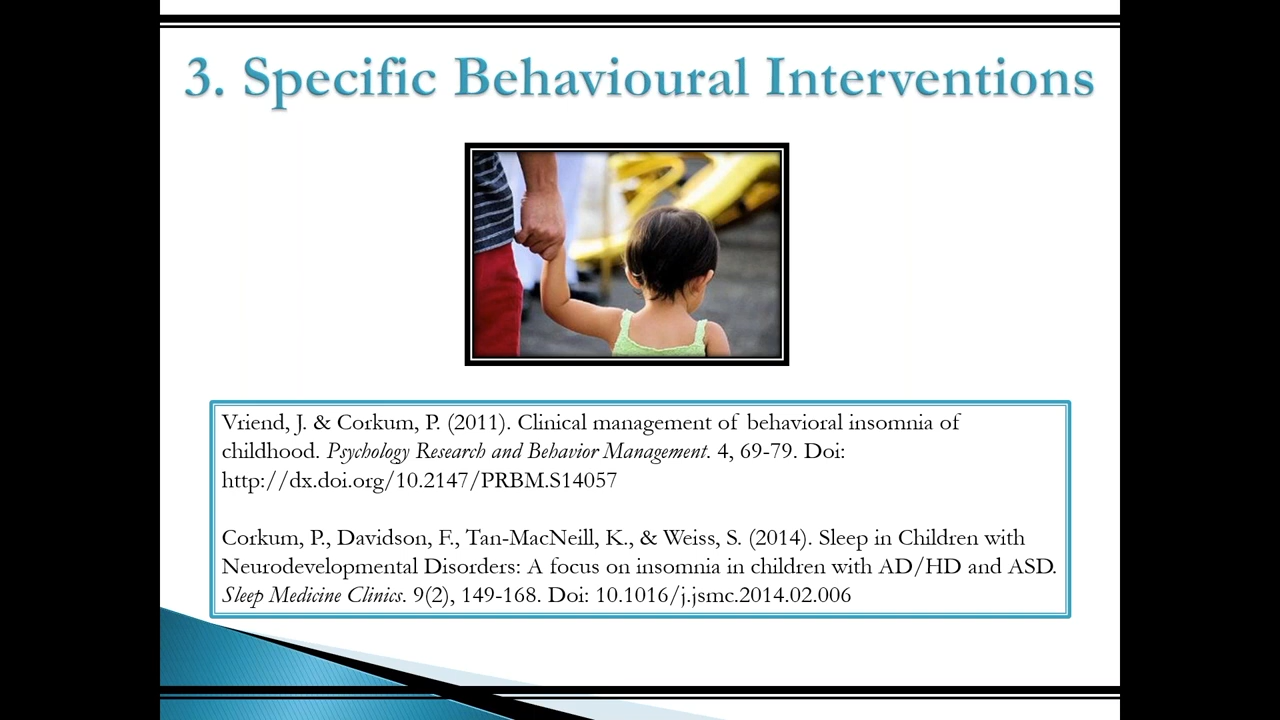 3. Specific Behavioural Interventions
Vriend, J. & Corkum, P. (2011). Clinical management of behavioral insomnia of
childhood. Psychology Research and Behavior Management. 4, 69-79. Doi:
http://dx.doi.org/10.2147/PRBM.S14057
Corkum, P., Davidson, F., Tan-MacNeill, K., & Weiss, S. (2014). Sleep in Children with
Neurodevelopmental Disorders: A focus on insomnia in children with AD/HD and ASD.
Sleep Medicine Clinics. 9(2), 149-168. Doi: 10.1016/j.jsmc.2014.02.006